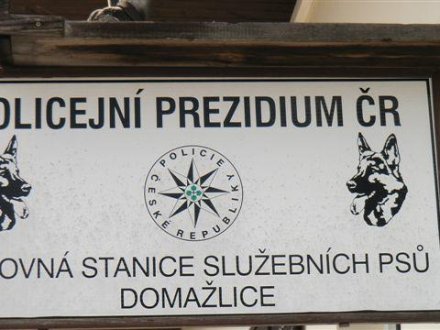 OLICEJNÍ PREZIDIUM ČR
POLICIE
ČESKÉ REPUBLIKY
OVNÁ STANICE SLUŽEBNÍCH PSŮ
DOMAŽLICE